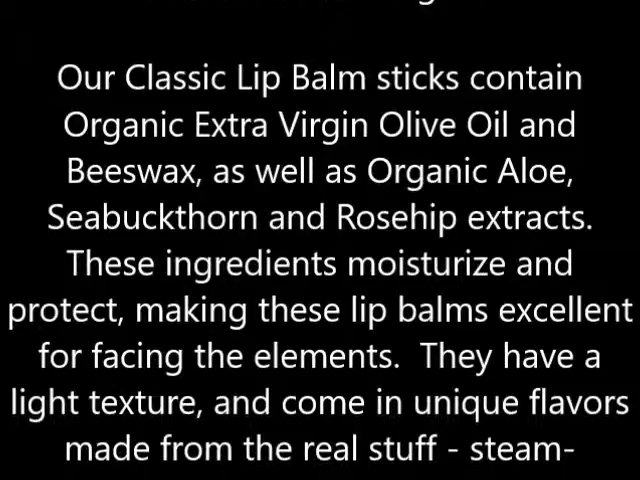 Our Classic Lip Balm sticks contain
Organic Extra Virgin Olive Oil and
Beeswax, as well as Organic Aloe,
Seabuckthorn and Rosehip extracts.
These ingredients moisturize and
protect, making these lip balms excellent
for facing the elements.  They have a
light texture, and come in unique flavors
made from the real stuff - steam-